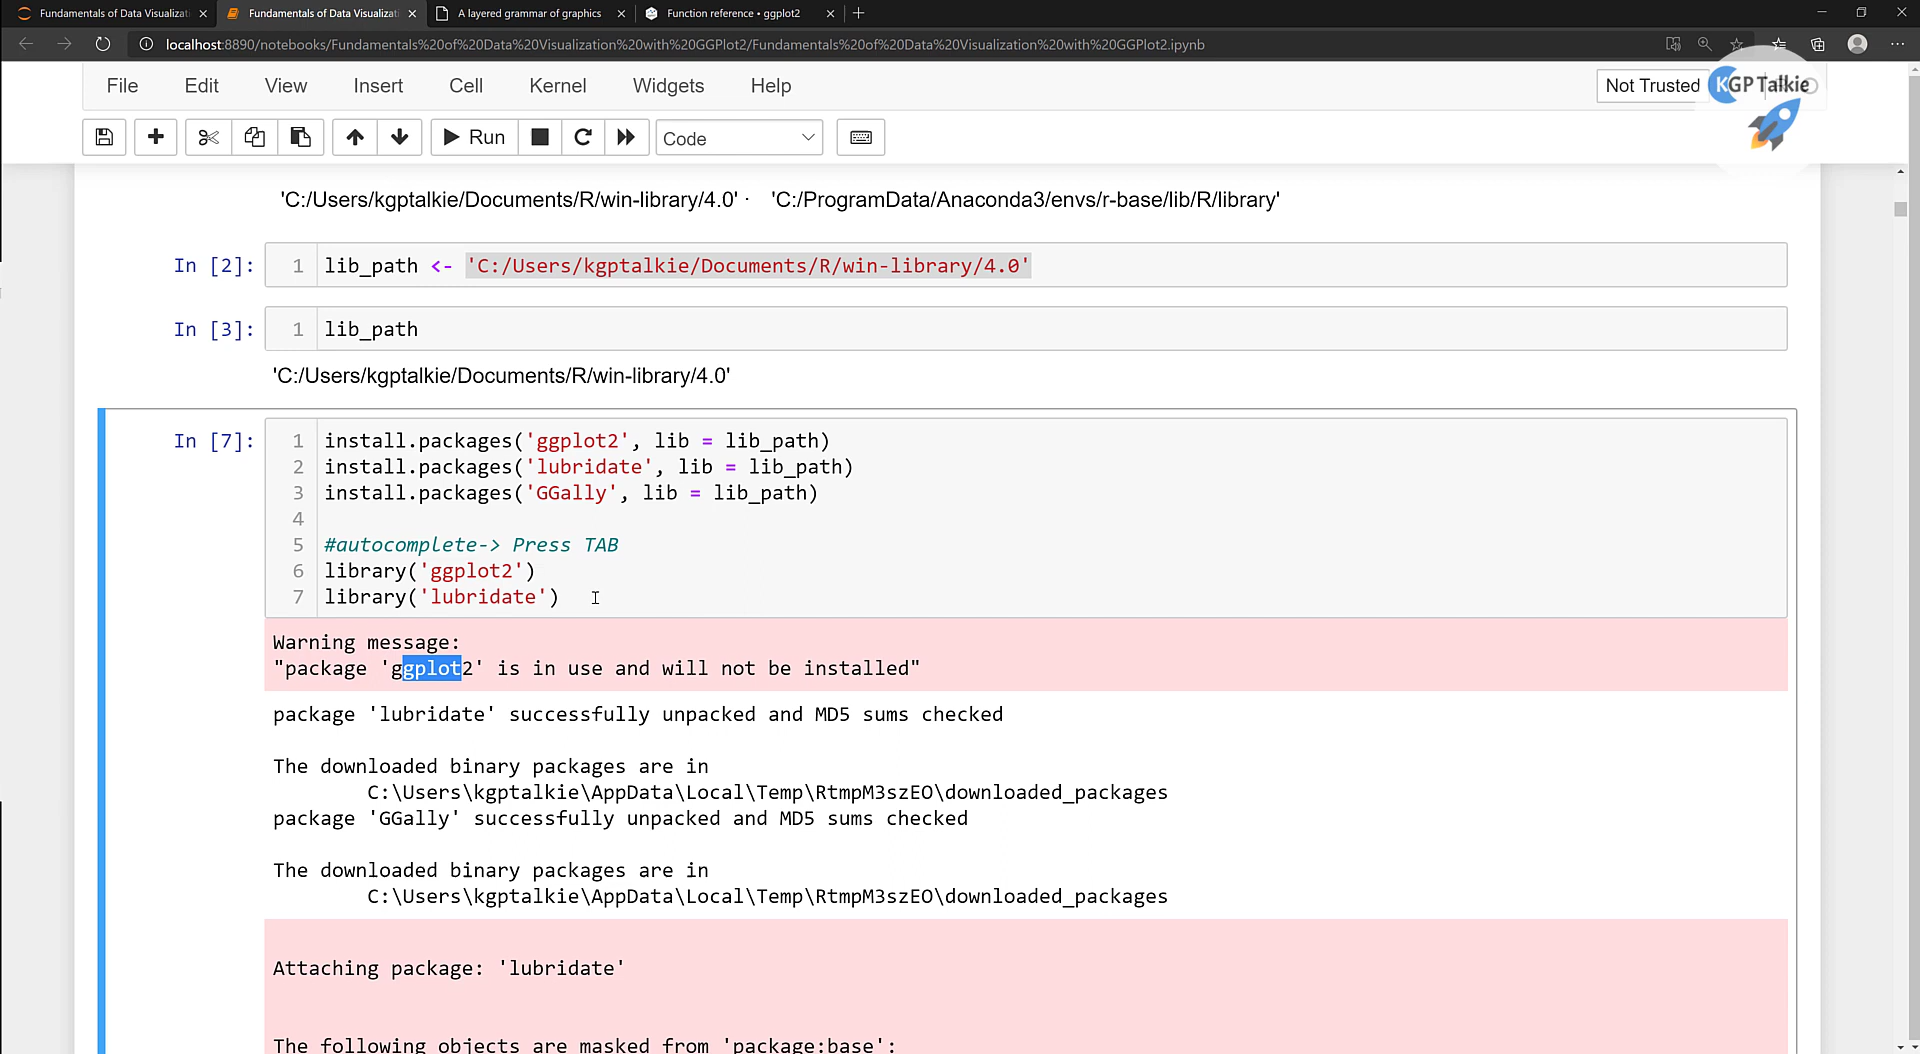 Fundamentals of Data Visualizati
Fundamentals of Data Visualizati
A layered grammar of graphics
Function reference • ggplot2
localhost:8890/notebooks/Fundamentals%20of%20Data%20Visualization%20with%20GGPlot2/Fundamentals%20of%20Data%20Visualization%20with%20GGPlot2.ipynb
File Edit View Insert Cell Kernel Widgets Help
Not Trusted
KGP Talkie
Run
Code
'C:/Users/kgptalkie/Documents/R/win-library/4.0' · 'C:/ProgramData/Anaconda3/envs/r-base/lib/R/library'
In [2]: 1 lib_path <- 'C:/Users/kgptalkie/Documents/R/win-library/4.0'
In [3]: 1 lib_path
'C:/Users/kgptalkie/Documents/R/win-library/4.0'
In [7]: 1 install.packages('ggplot2', lib = lib_path)
2 install.packages('lubridate', lib = lib_path)
3 install.packages('GGally', lib = lib_path)
4
5 #autocomplete-> Press TAB
6 library('ggplot2')
7 library('lubridate')
Warning message:
"package 'ggplot2' is in use and will not be installed"
package 'lubridate' successfully unpacked and MD5 sums checked
The downloaded binary packages are in
C:\Users\kgptalkie\AppData\Local\Temp\RtmpM3szEO\downloaded_packages
package 'GGally' successfully unpacked and MD5 sums checked
The downloaded binary packages are in
C:\Users\kgptalkie\AppData\Local\Temp\RtmpM3szEO\downloaded_packages
Attaching package: 'lubridate'
The following objects are masked from 'package:base':